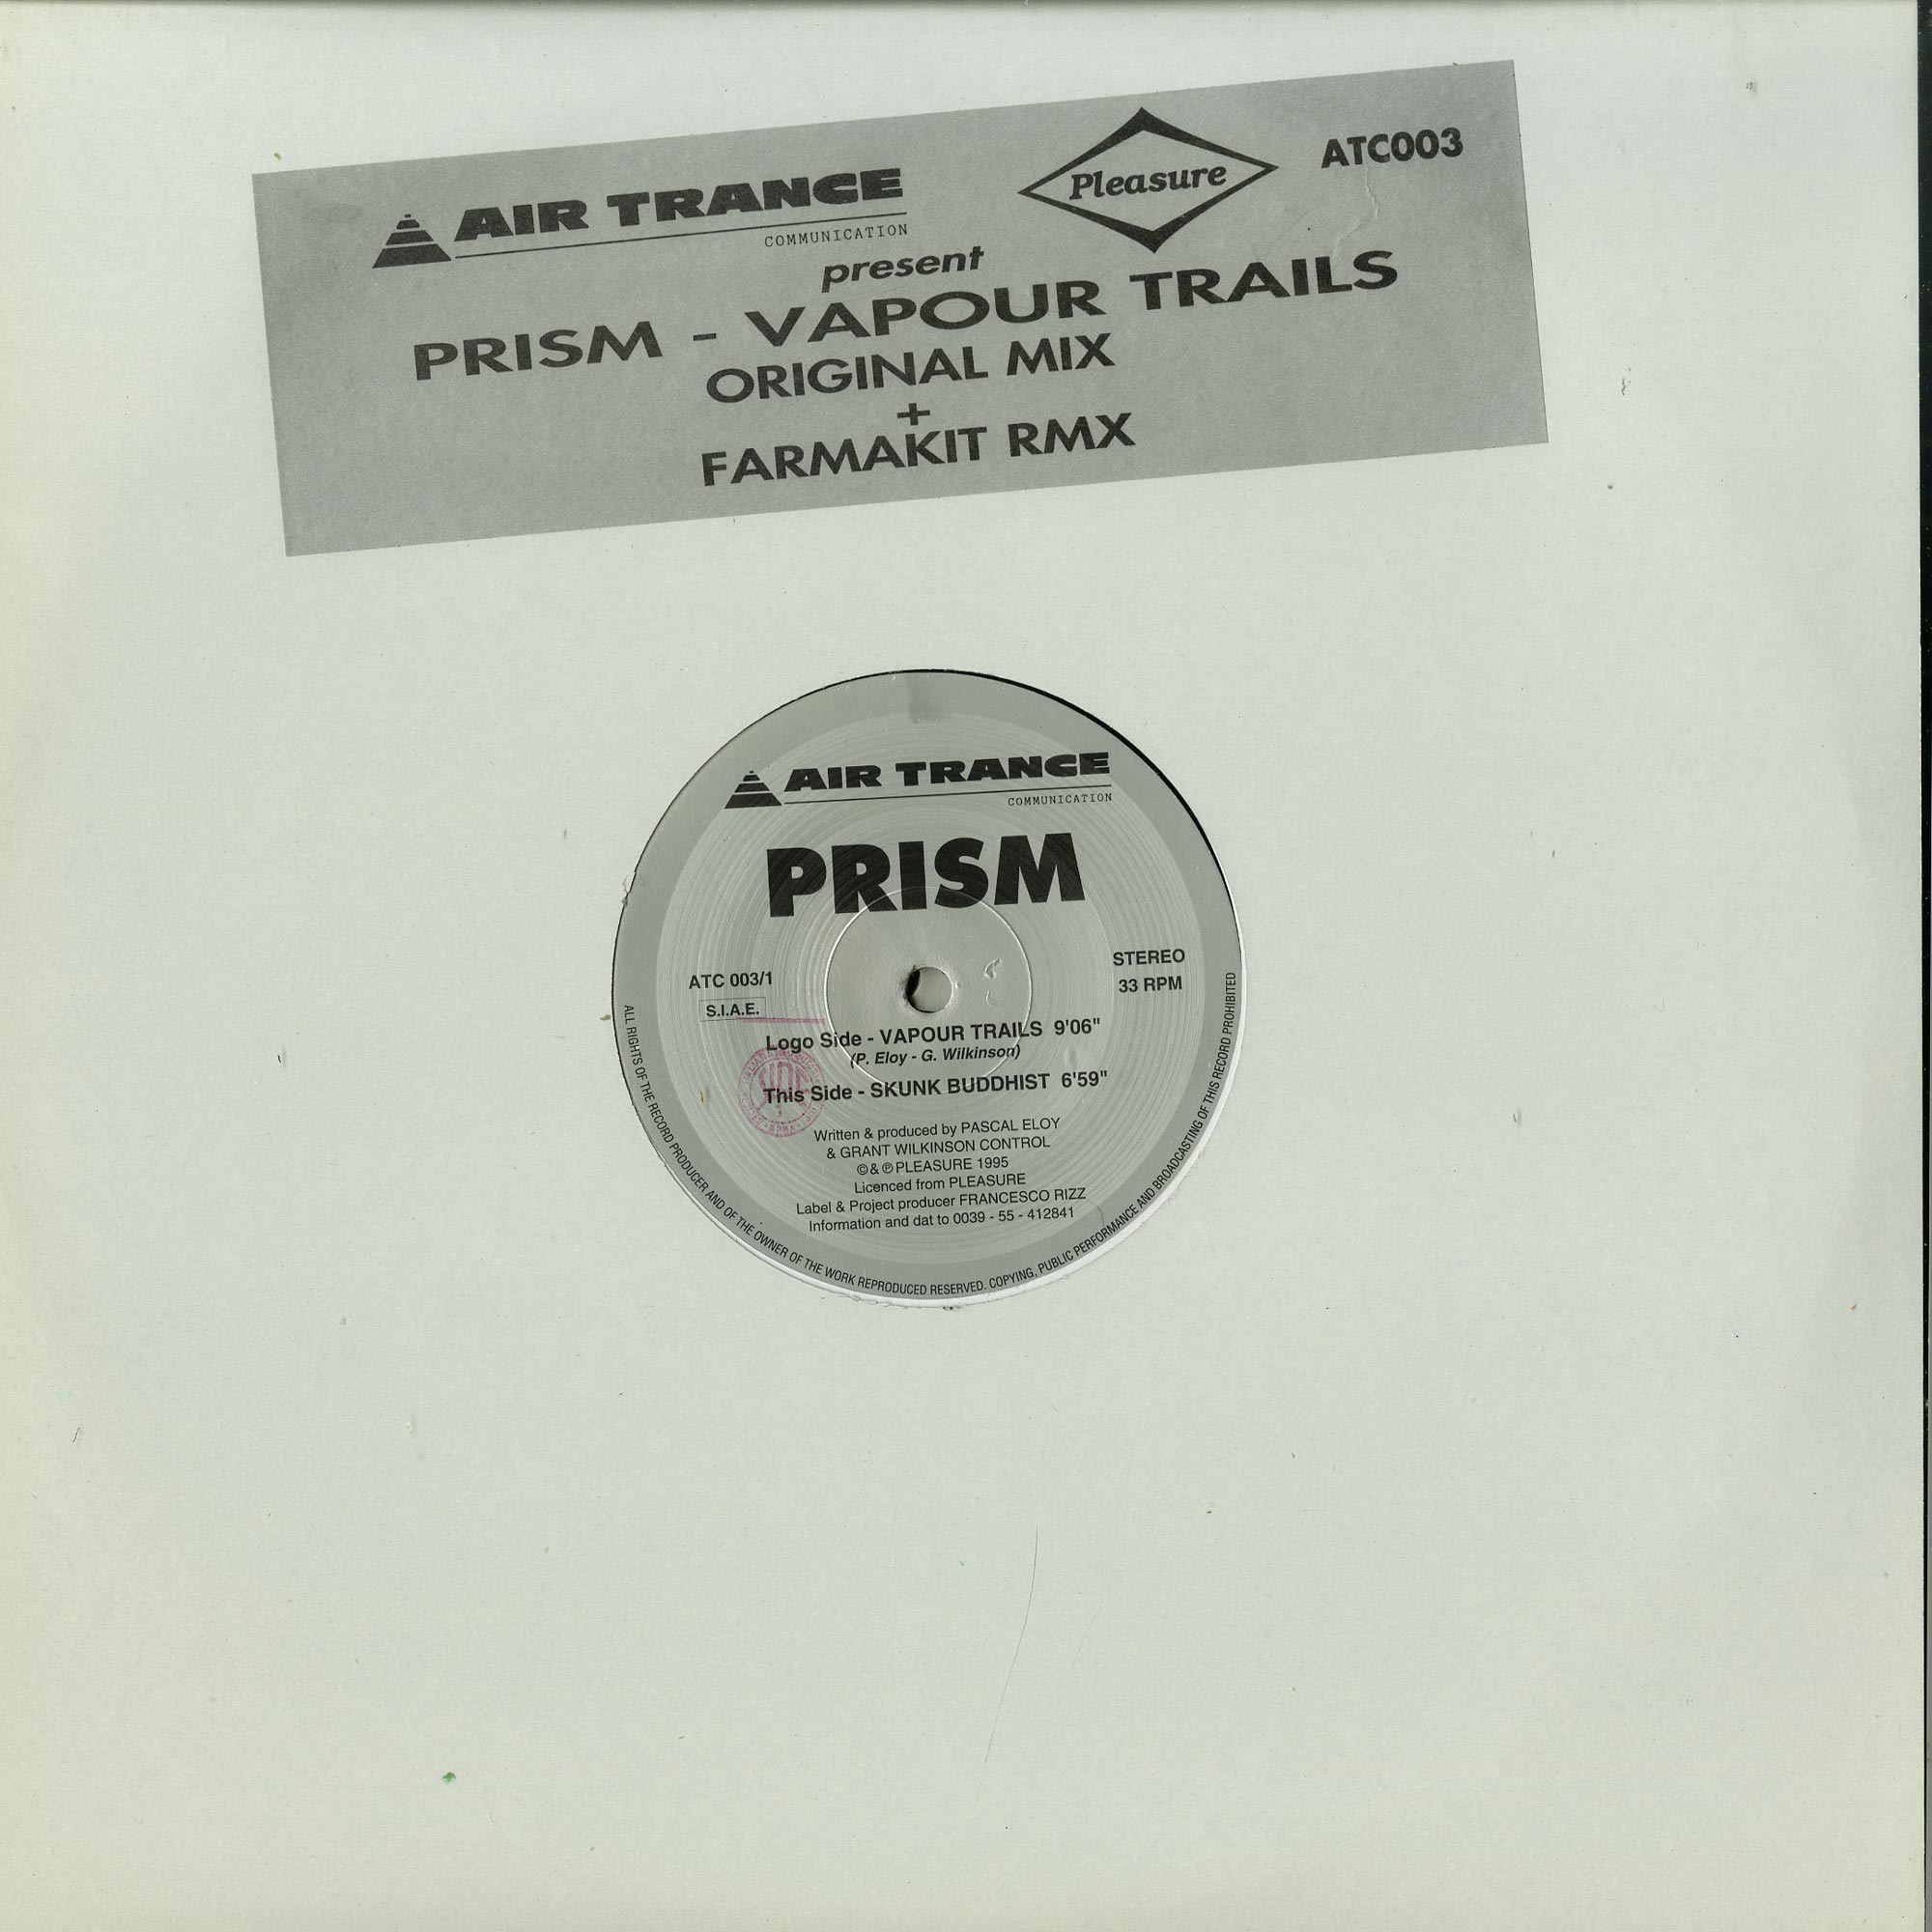 AIR TRANCE
COMMUNICATION
Pleasure
ATC003
present
PRISM - VAPOUR TRAILS
ORIGINAL MIX
+
FARMAKIT RMX
AIR TRANCE
COMMUNICATION
PRISM
ATC 003/1
S.I.A.E.
STEREO
33 RPM
Logo Side - VAPOUR TRAILS 9'06"
(P. Eloy - G. Wilkinson)
This Side - SKUNK BUDDHIST 6'59"
Written & produced by PASCAL ELOY
& GRANT WILKINSON CONTROL
©& ℗ PLEASURE 1995
Licenced from PLEASURE
Label & Project producer FRANCESCO RIZZ
Information and dat to 0039 - 55 - 412841
ALL RIGHTS OF THE RECORD PRODUCER AND OF THE OWNER OF THE WORK REPRODUCED RESERVED. COPYING, PUBLIC PERFORMANCE AND BROADCASTING OF THIS RECORD PROHIBITED